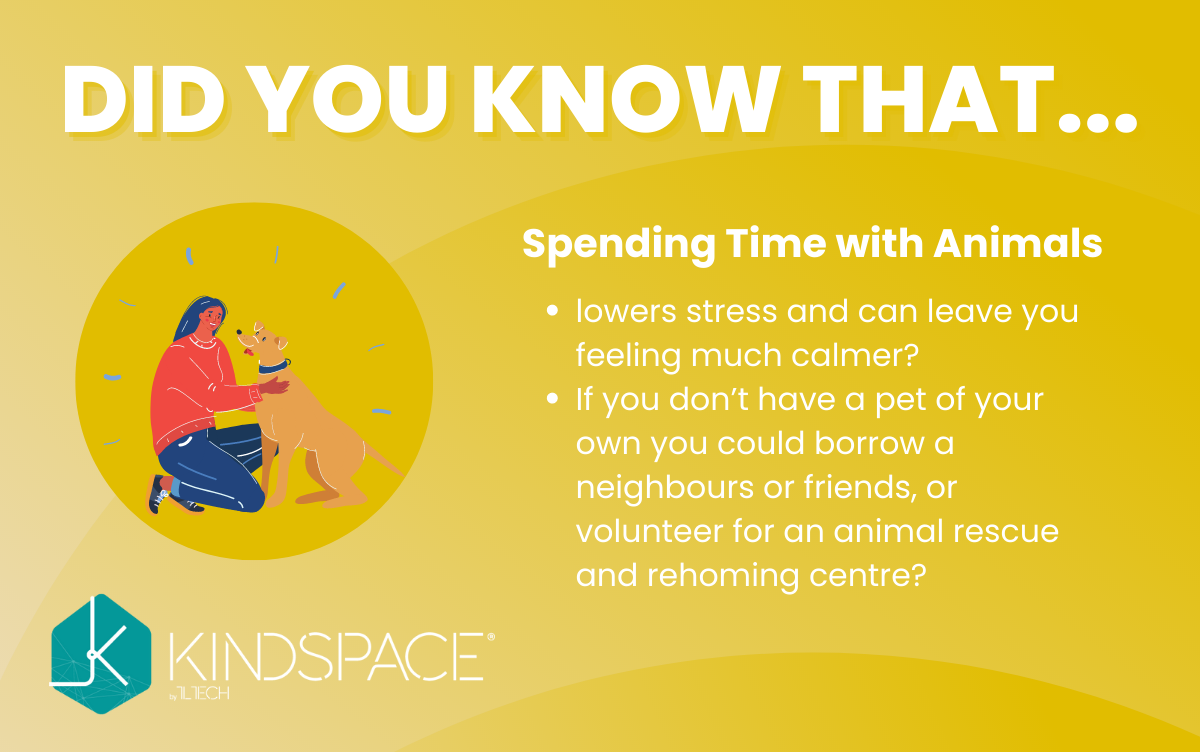 DID YOU KNOW THAT...
Spending Time with Animals
• lowers stress and can leave you
feeling much calmer?
• If you don’t have a pet of your
own you could borrow a
neighbours or friends, or
volunteer for an animal rescue
and rehoming centre?
KINDSPACE®
by 1L1TECH